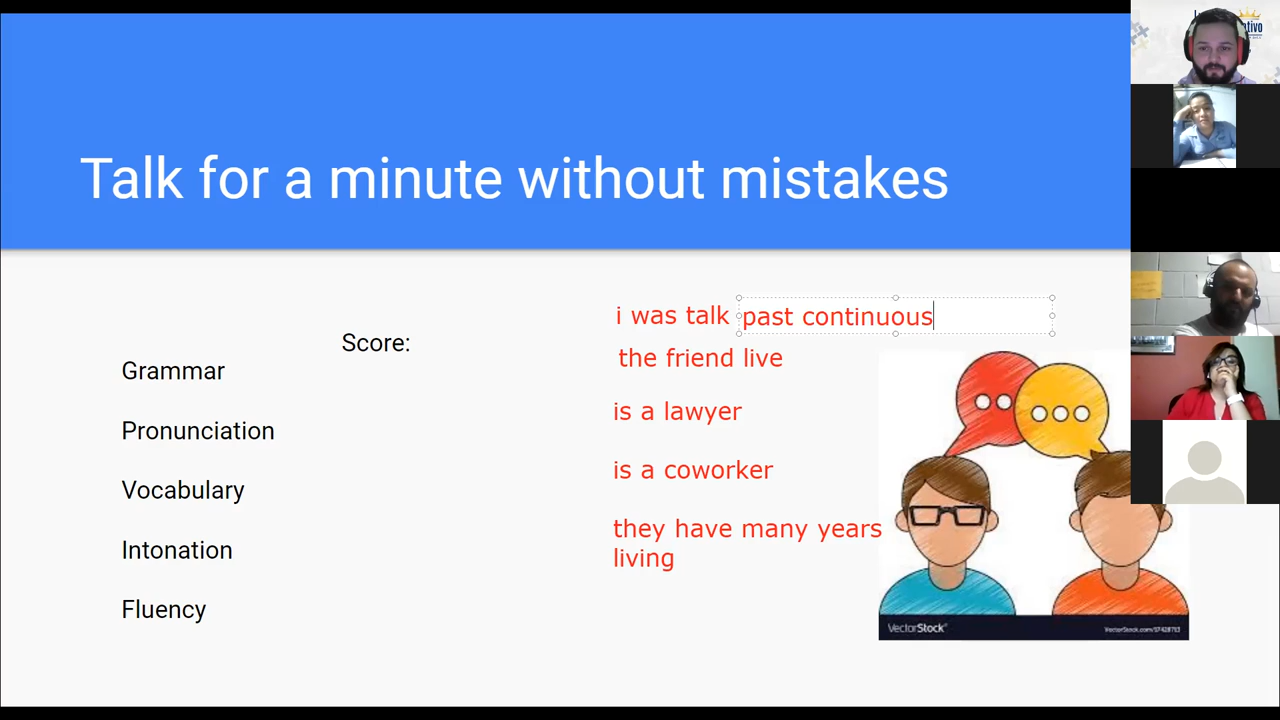 Talk for a minute without mistakes
Score:
Grammar
Pronunciation
Vocabulary
Intonation
Fluency
i was talk past continuous
the friend live
is a lawyer
is a coworker
they have many years
living
VectorStock